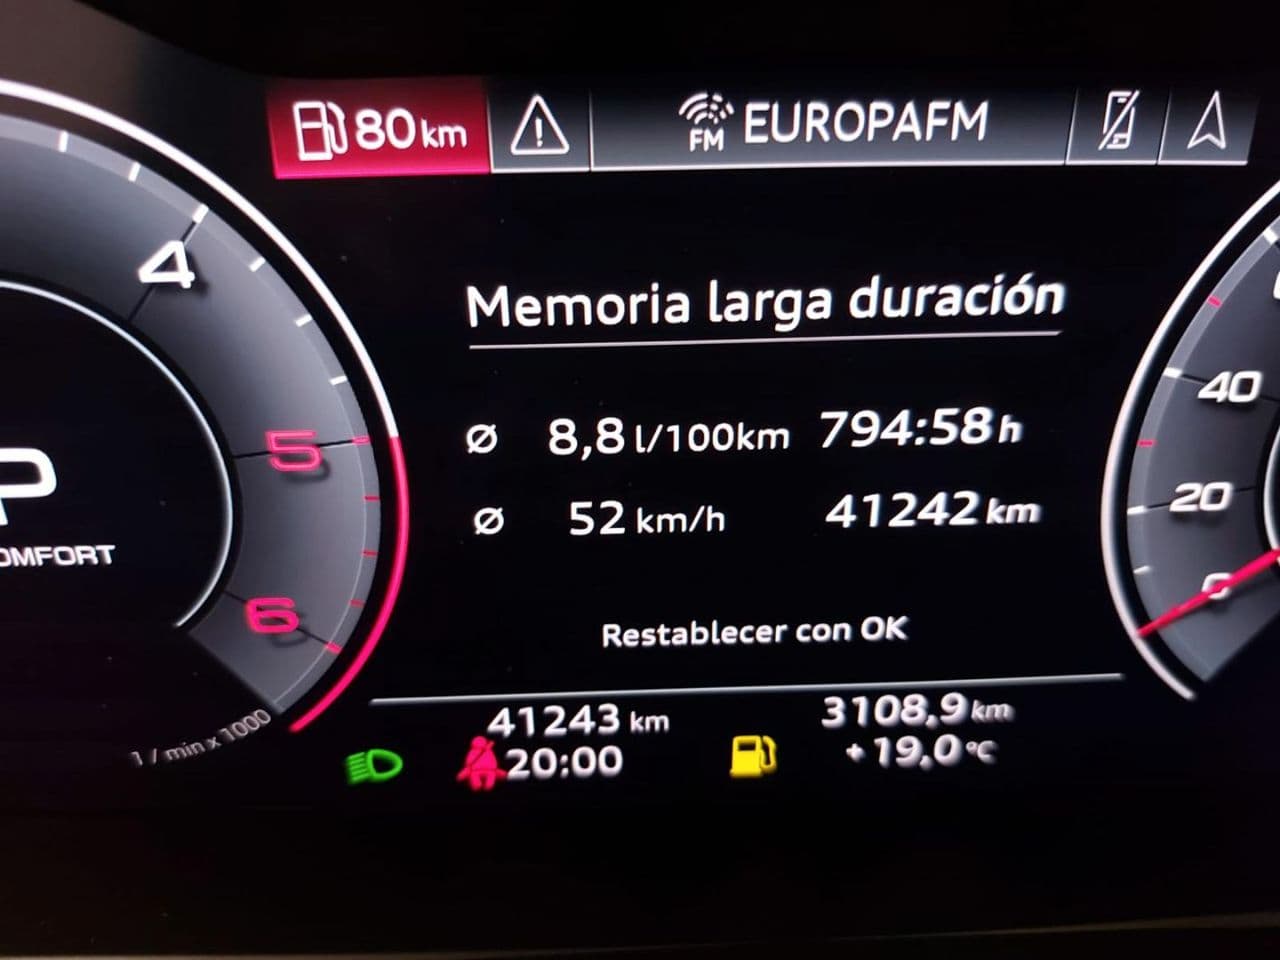 80 km
FM EUROPAFM
4
Memoria larga duración
Ø 8,8 l/100km 794:58 h
Ø 52 km/h 41242 km
Restablecer con OK
5
6
1 / min x 1000
P
OMFORT
40
20
0
41243 km 3108,9 km
20:00 +19,0 °C